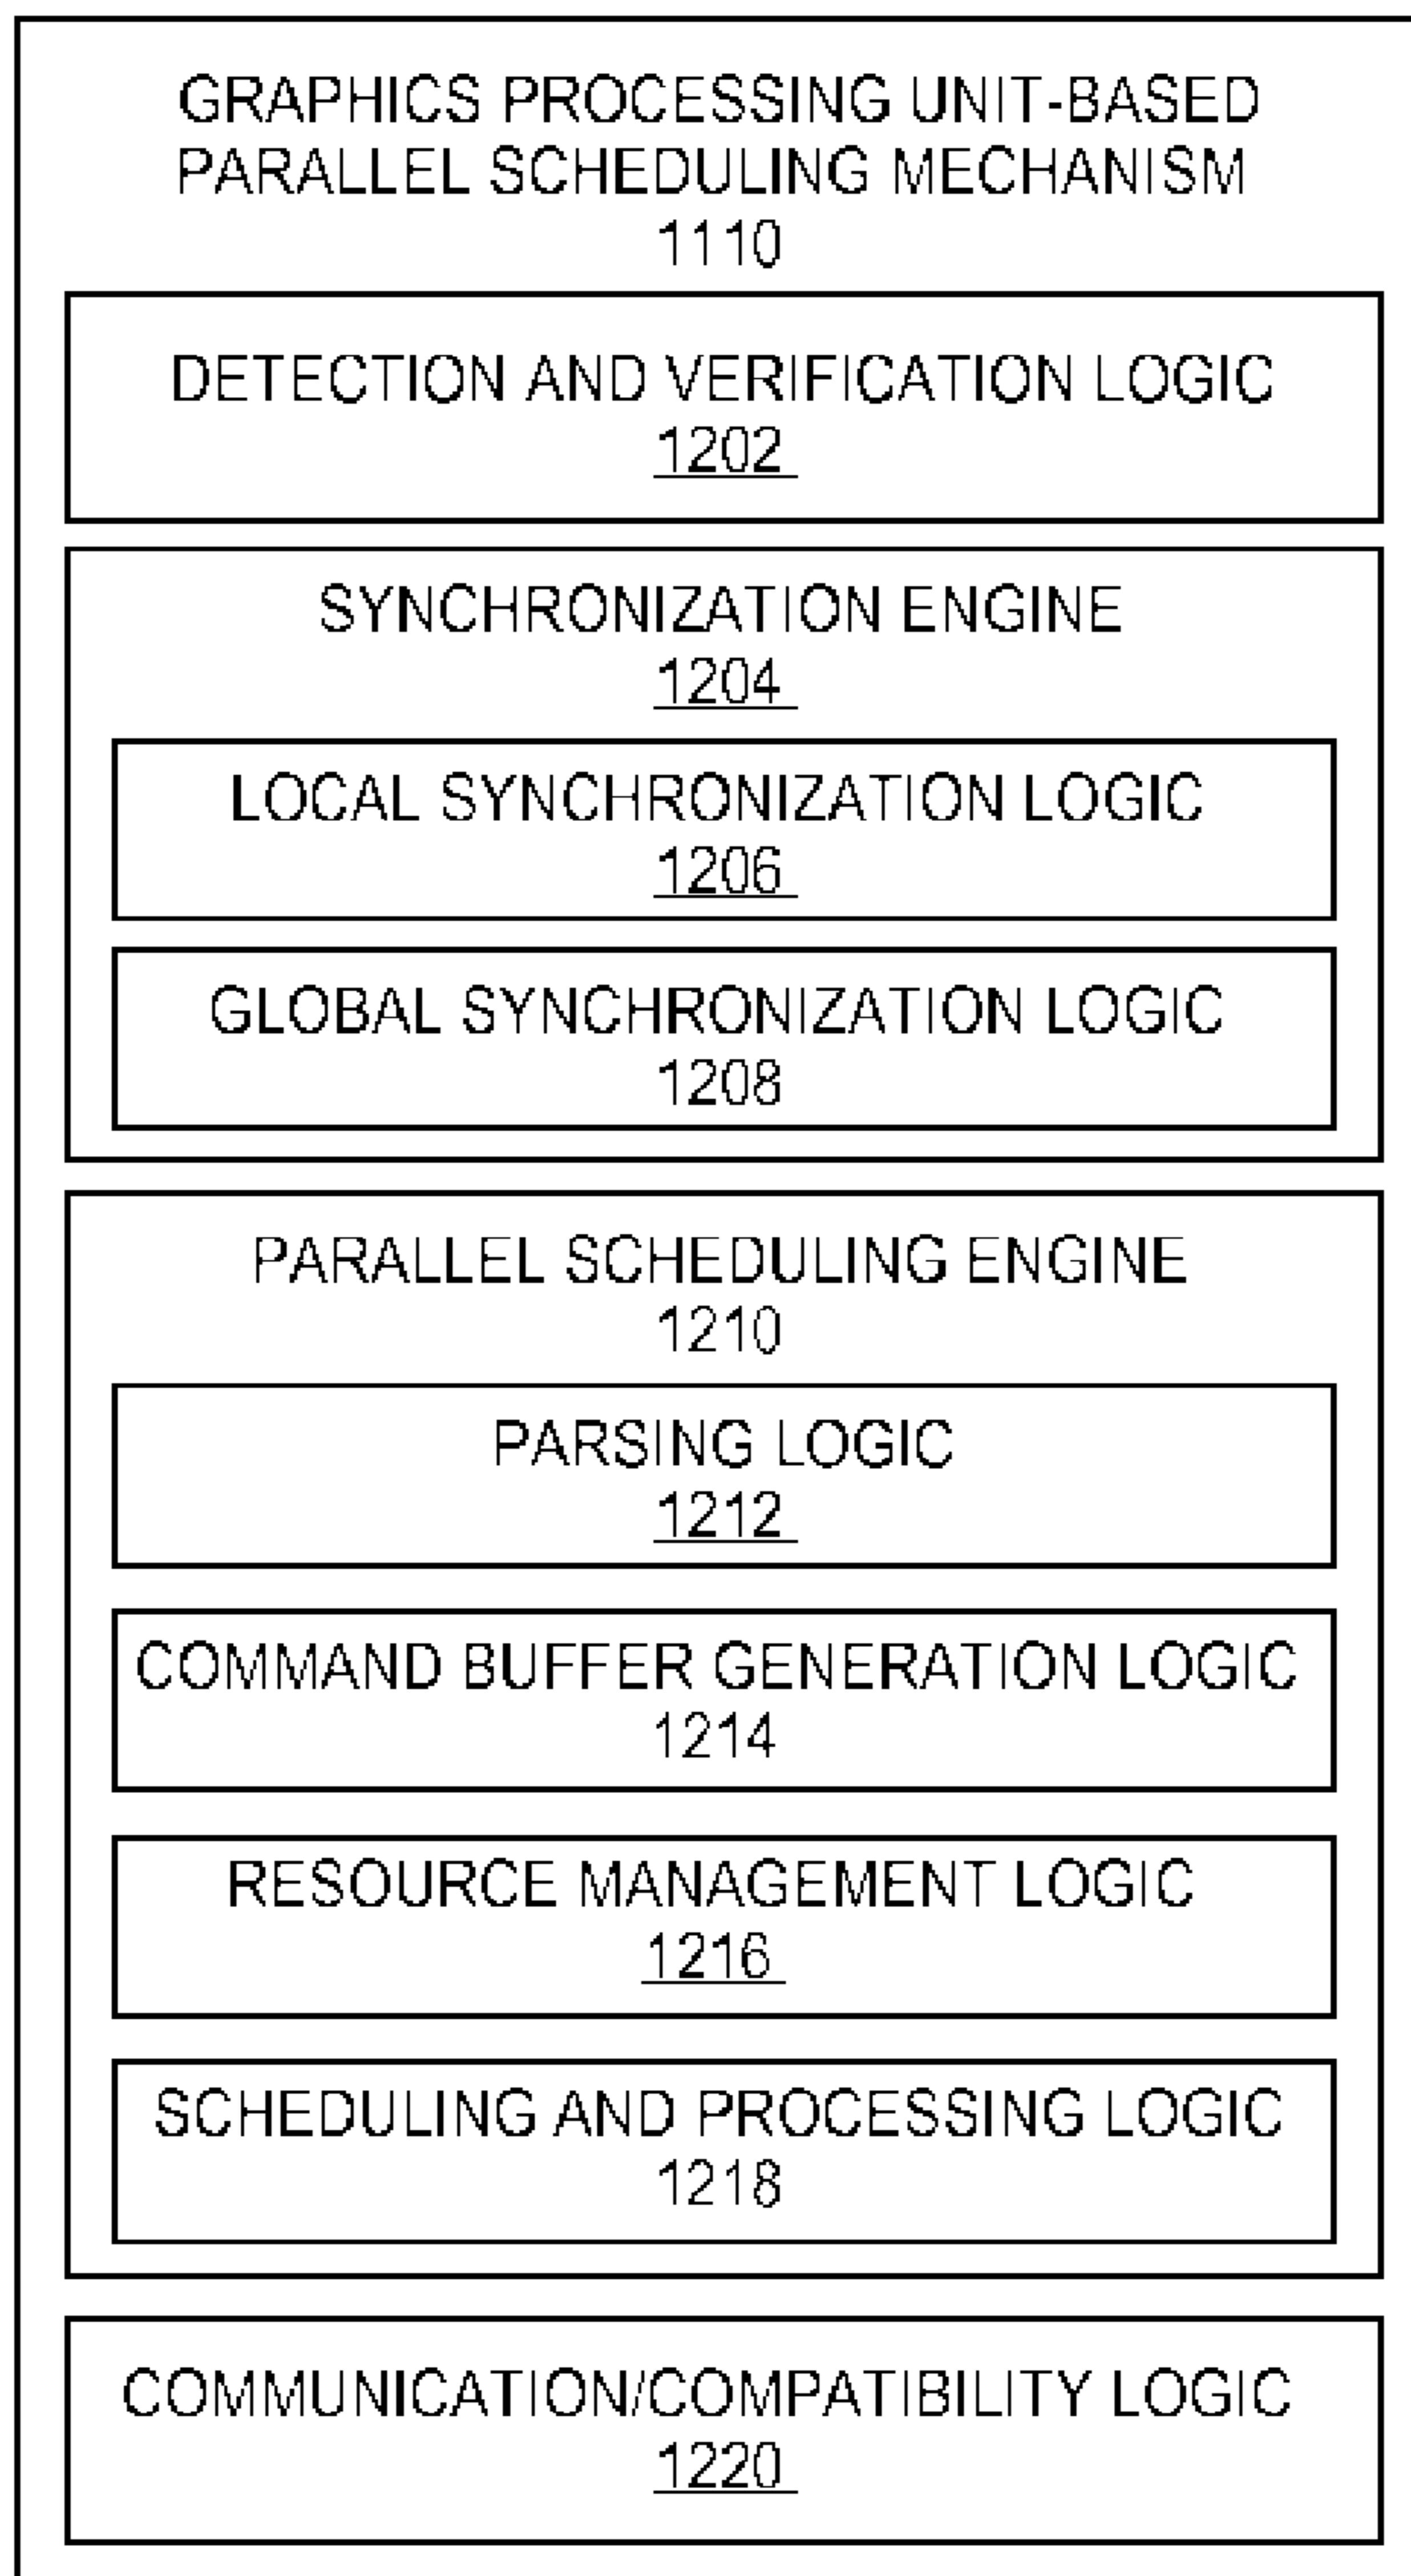 GRAPHICS PROCESSING UNIT-BASED
PARALLEL SCHEDULING MECHANISM
1110
DETECTION AND VERIFICATION LOGIC
1202
SYNCHRONIZATION ENGINE
1204
LOCAL SYNCHRONIZATION LOGIC
1206
GLOBAL SYNCHRONIZATION LOGIC
1208
PARALLEL SCHEDULING ENGINE
1210
PARSING LOGIC
1212
COMMAND BUFFER GENERATION LOGIC
1214
RESOURCE MANAGEMENT LOGIC
1216
SCHEDULING AND PROCESSING LOGIC
1218
COMMUNICATION/COMPATIBILITY LOGIC
1220